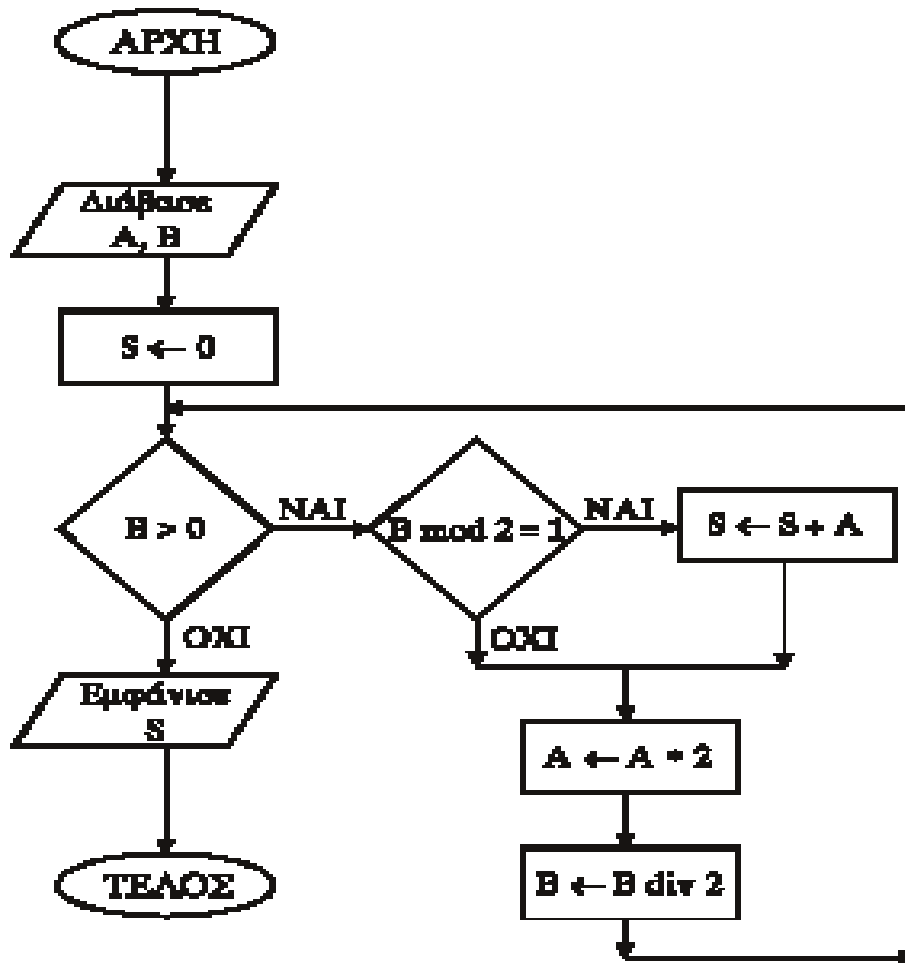 ΑΡΧΗ
Διάβασε
Α, Β
S ← 0
Β > 0
ΝΑΙ
Β mod 2 = 1
ΝΑΙ
S ← S + Α
ΟΧΙ
ΟΧΙ
Εμφάνισε
S
Α ← Α * 2
Β ← Β div 2
ΤΕΛΟΣ